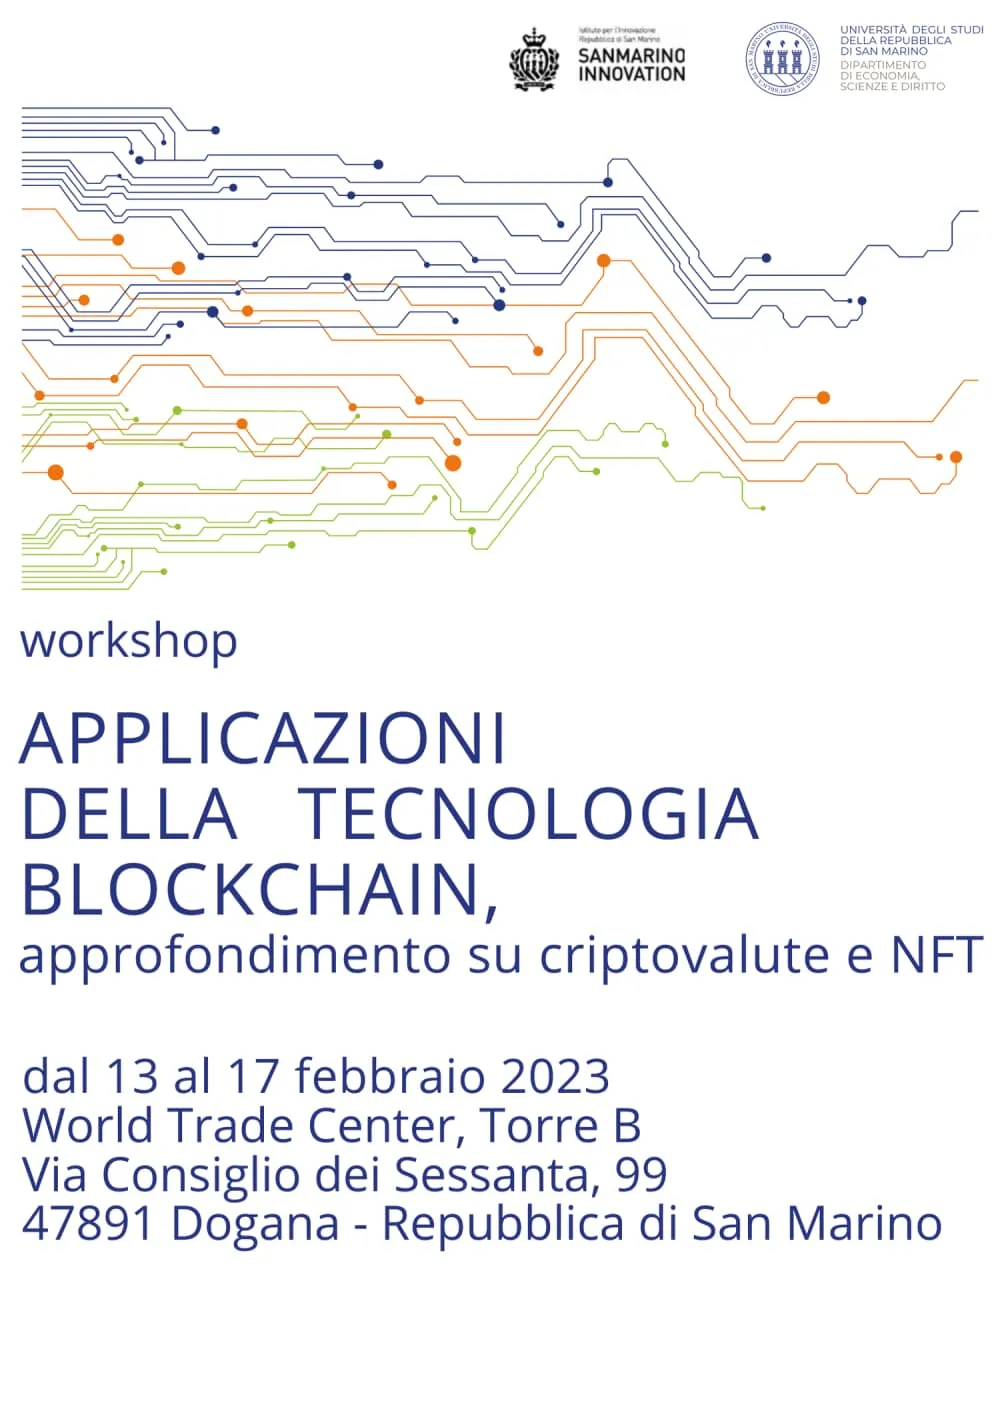 Istituto per l'Innovazione
Repubblica di San Marino
SANMARINO
INNOVATION
UNIVERSITÀ DEGLI STUDI
DELLA REPUBBLICA
DI SAN MARINO
DIPARTIMENTO
DI ECONOMIA,
SCIENZE E DIRITTO
workshop
APPLICAZIONI
DELLA TECNOLOGIA
BLOCKCHAIN,
approfondimento su criptovalute e NFT
dal 13 al 17 febbraio 2023
World Trade Center, Torre B
Via Consiglio dei Sessanta, 99
47891 Dogana - Repubblica di San Marino